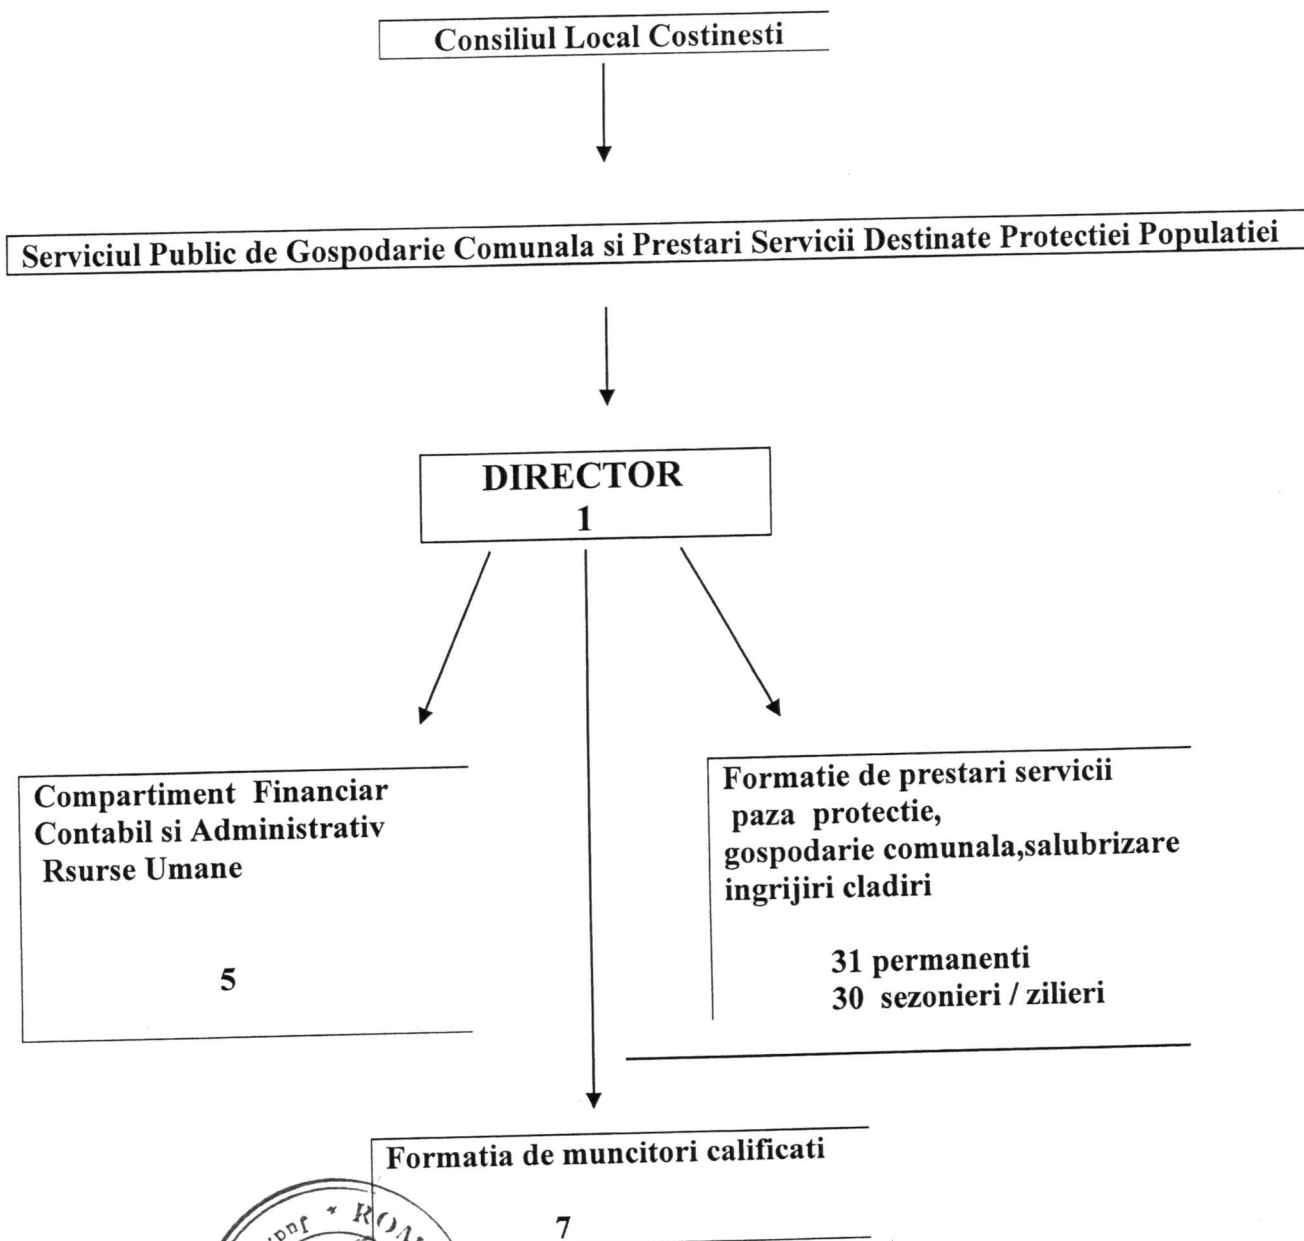 Consiliul Local Costinesti
Serviciul Public de Gospodarie Comunala si Prestari Servicii Destinate Protectiei Populatiei
DIRECTOR
1
Compartiment Financiar
Contabil si Administrativ
Rsurse Umane
5
Formatie de prestari servicii
paza protectie,
gospodarie comunala,salubrizare
ingrijiri cladiri
31 permanenti
30 sezonieri / zilieri
Formatia de muncitori calificati
7